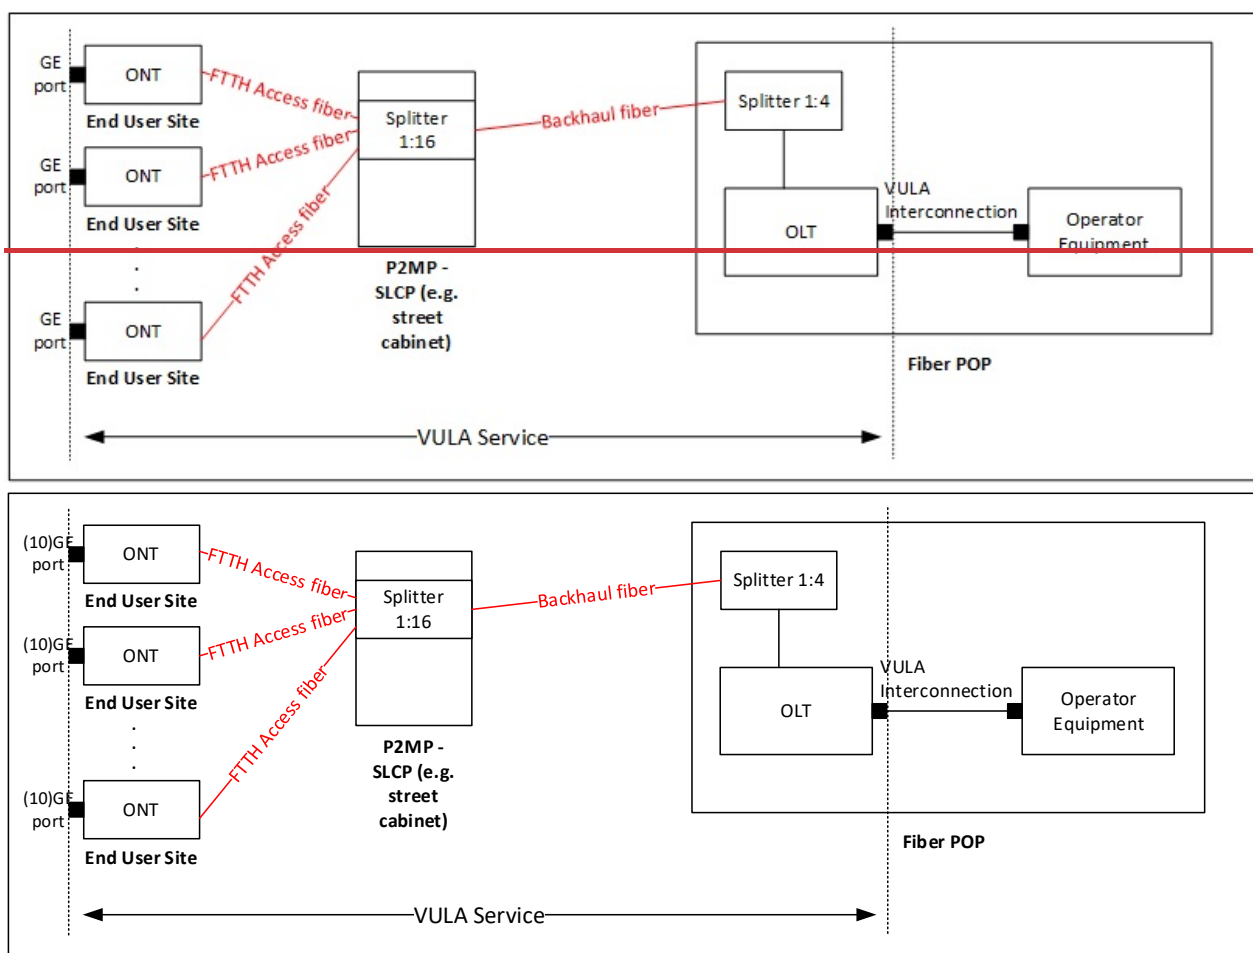 GE
port
ONT
End User Site
FTTH Access fiber
GE
port
ONT
End User Site
FTTH Access fiber
GE
port
ONT
End User Site
FTTH Access fiber
Splitter
1:16
P2MP -
SLCP (e.g.
street
cabinet)
Backhaul fiber
Splitter 1:4
OLT
VULA
Interconnection
Operator
Equipment
Fiber POP
VULA Service
(10)GE
port
ONT
End User Site
FTTH Access fiber
(10)GE
port
ONT
End User Site
FTTH Access fiber
(10)GE
port
ONT
End User Site
FTTH Access fiber
Splitter
1:16
P2MP -
SLCP (e.g.
street
cabinet)
Backhaul fiber
Splitter 1:4
OLT
VULA
Interconnection
Operator
Equipment
Fiber POP
VULA Service